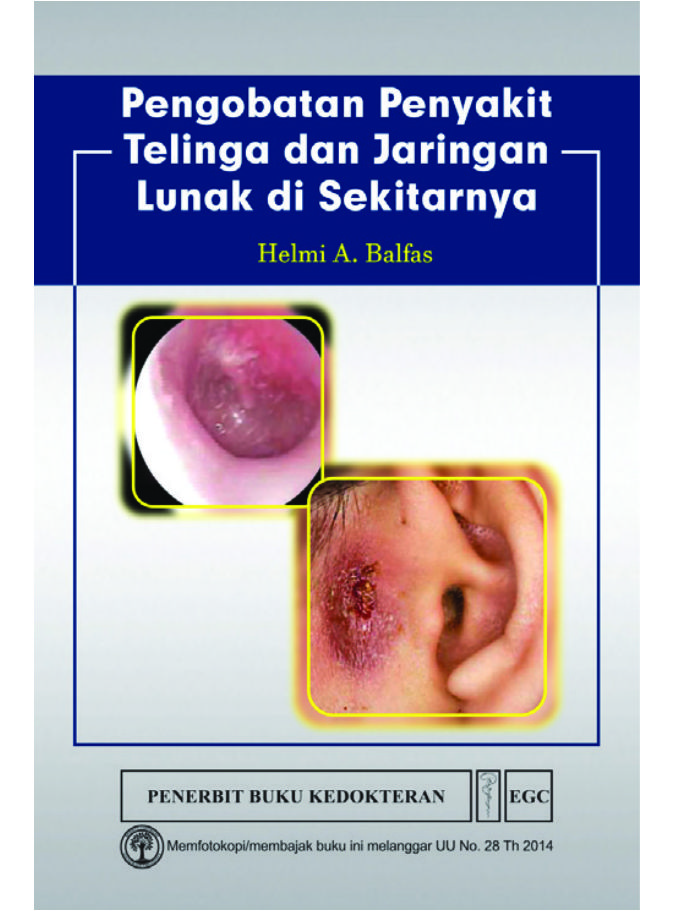 Pengobatan Penyakit
Telinga dan Jaringan
Lunak di Sekitarnya
Helmi A. Balfas
PENERBIT BUKU KEDOKTERAN
EGC
Memfotokopi/membajak buku ini melanggar UU No. 28 Th 2014